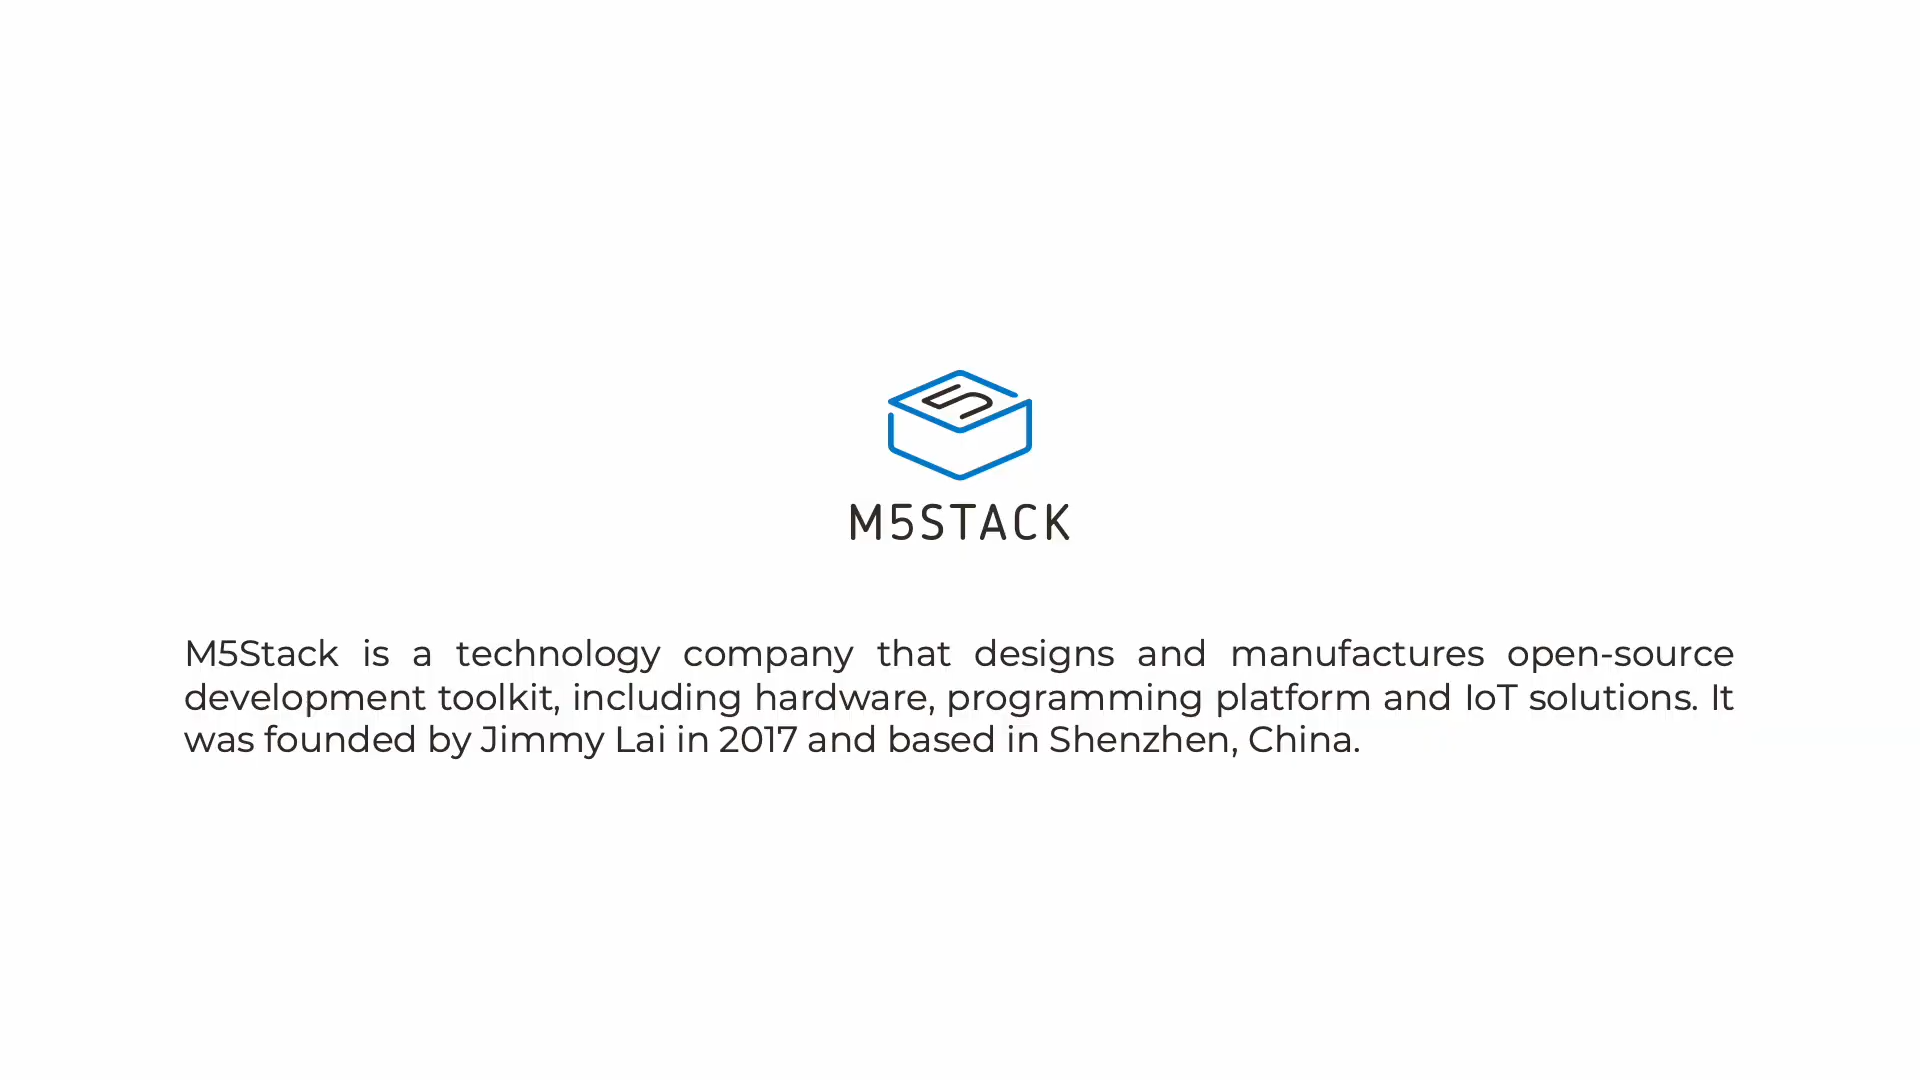 5
M5STACK
M5Stack is a technology company that designs and manufactures open-source
development toolkit, including hardware, programming platform and IoT solutions. It
was founded by Jimmy Lai in 2017 and based in Shenzhen, China.